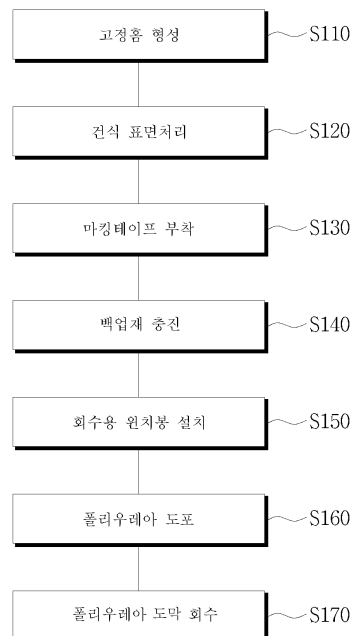 고정홈 형성 S110
건식 표면처리 S120
마킹테이프 부착 S130
백업재 충진 S140
회수용 위치봉 설치 S150
폴리우레아 도포 S160
폴리우레아 도막 회수 S170